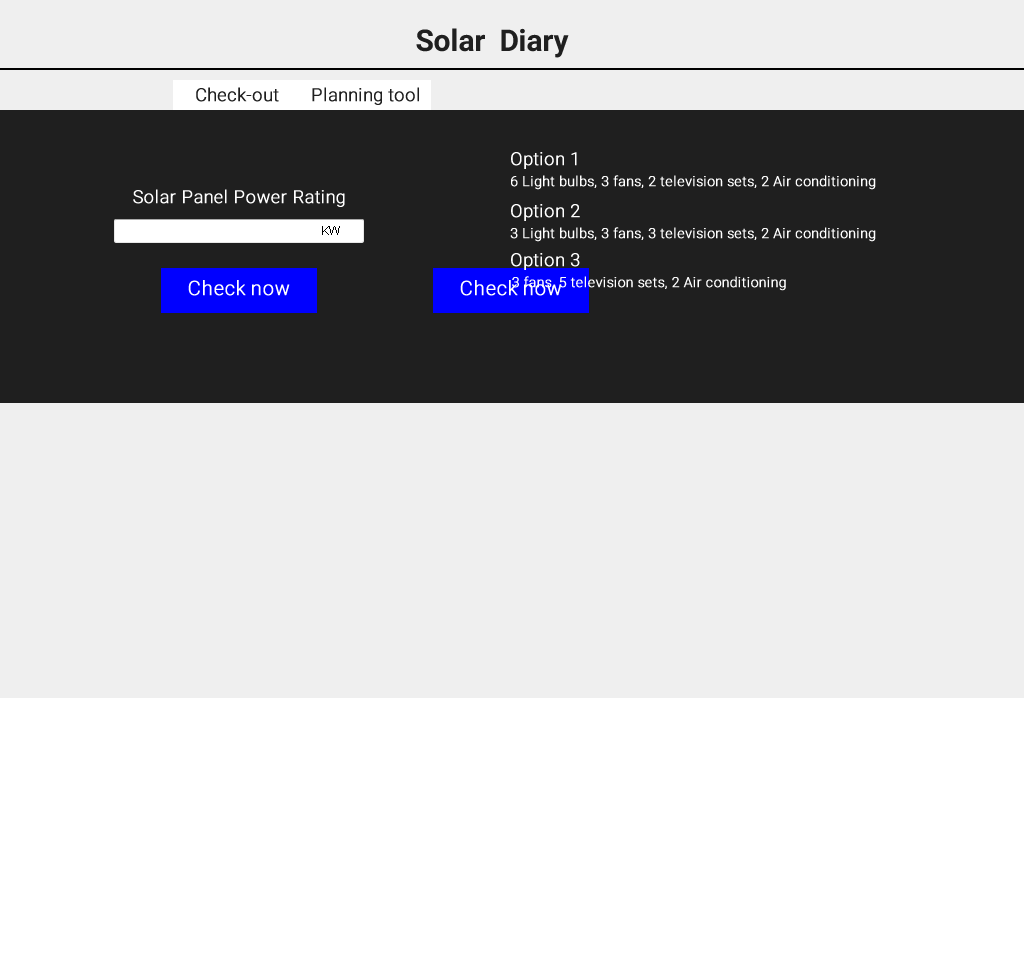 Solar Diary
Check-out Planning tool
Solar Panel Power Rating
KW
Check now
Option 1
6 Light bulbs, 3 fans, 2 television sets, 2 Air conditioning
Option 2
3 Light bulbs, 3 fans, 3 television sets, 2 Air conditioning
Option 3
3 fans, 5 television sets, 2 Air conditioning
Check now